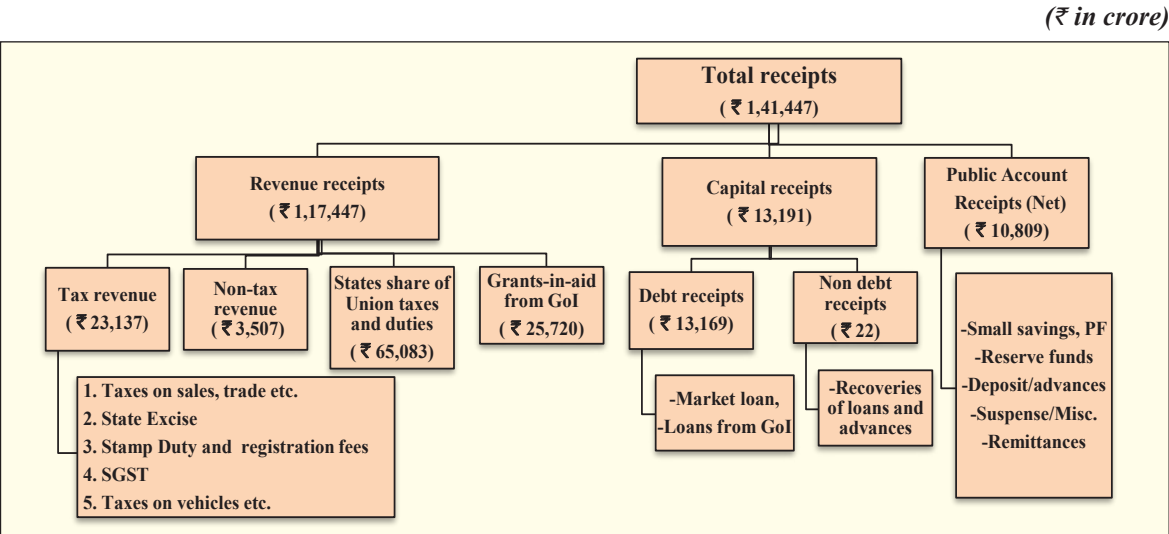 (₹ in crore)
Total receipts
( ₹ 1,41,447)
Revenue receipts
( ₹ 1,17,447)
Capital receipts
( ₹ 13,191)
Public Account
Receipts (Net)
( ₹ 10,809)
Tax revenue
( ₹ 23,137)
Non-tax
revenue
( ₹ 3,507)
States share of
Union taxes
and duties
( ₹ 65,083)
Grants-in-aid
from GoI
( ₹ 25,720)
Debt receipts
( ₹ 13,169)
Non debt
receipts
( ₹ 22)
1. Taxes on sales, trade etc.
2. State Excise
3. Stamp Duty and registration fees
4. SGST
5. Taxes on vehicles etc.
-Market loan,
-Loans from GoI
-Recoveries
of loans and
advances
-Small savings, PF
-Reserve funds
-Deposit/advances
-Suspense/Misc.
-Remittances